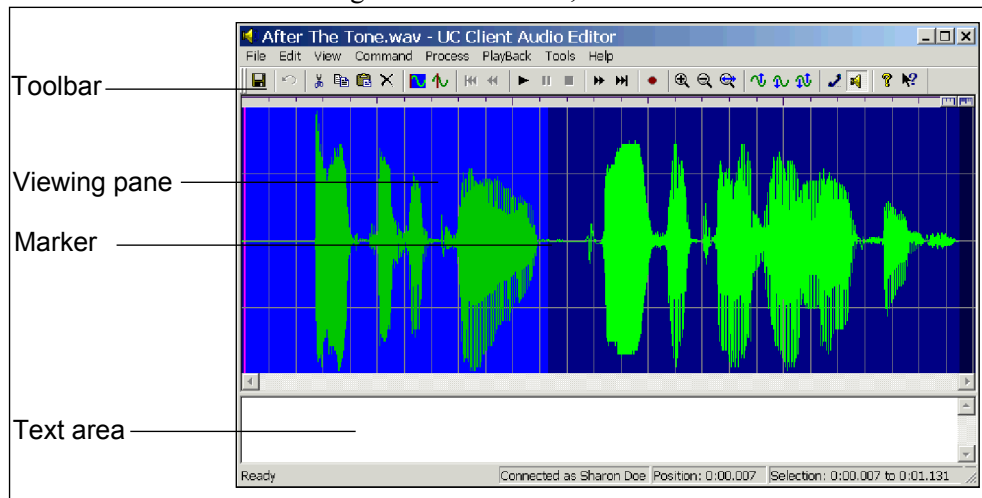 After The Tone.wav - UC Client Audio Editor
File Edit View Command Process PlayBack Tools Help
Toolbar
Viewing pane
Marker
Text area
Ready Connected as Sharon Doe Position: 0:00.007 Selection: 0:00.007 to 0:01.131